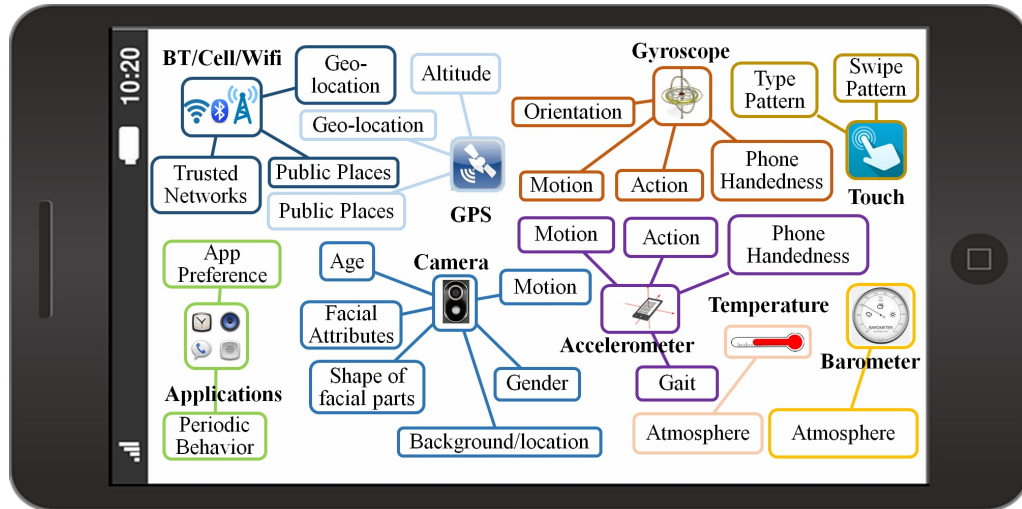 10:20
BT/Cell/Wifi
Geo-
location
Trusted
Networks
Public Places
Altitude
Geo-location
Public Places
GPS
Gyroscope
Orientation
Motion
Action
Phone
Handedness
Type
Pattern
Swipe
Pattern
Touch
App
Preference
Applications
Periodic
Behavior
Camera
Age
Facial
Attributes
Shape of
facial parts
Background/location
Gender
Motion
Motion
Action
Phone
Handedness
Accelerometer
Gait
Temperature
Atmosphere
BAROMETER
Barometer
Atmosphere